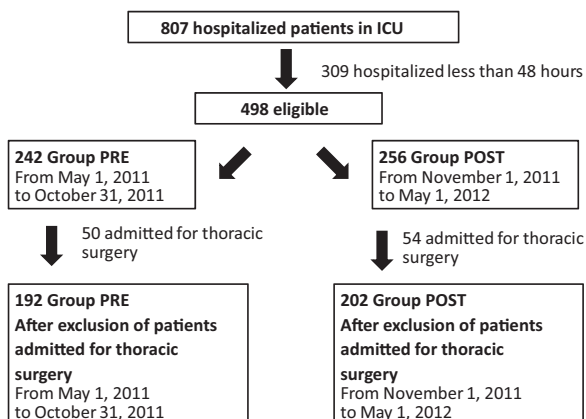 807 hospitalized patients in ICU
309 hospitalized less than 48 hours
498 eligible
242 Group PRE
From May 1, 2011
to October 31, 2011
256 Group POST
From November 1, 2011
to May 1, 2012
50 admitted for thoracic
surgery
54 admitted for thoracic
surgery
192 Group PRE
After exclusion of patients
admitted for thoracic
surgery
From May 1, 2011
to October 31, 2011
202 Group POST
After exclusion of patients
admitted for thoracic
surgery
From November 1, 2011
to May 1, 2012